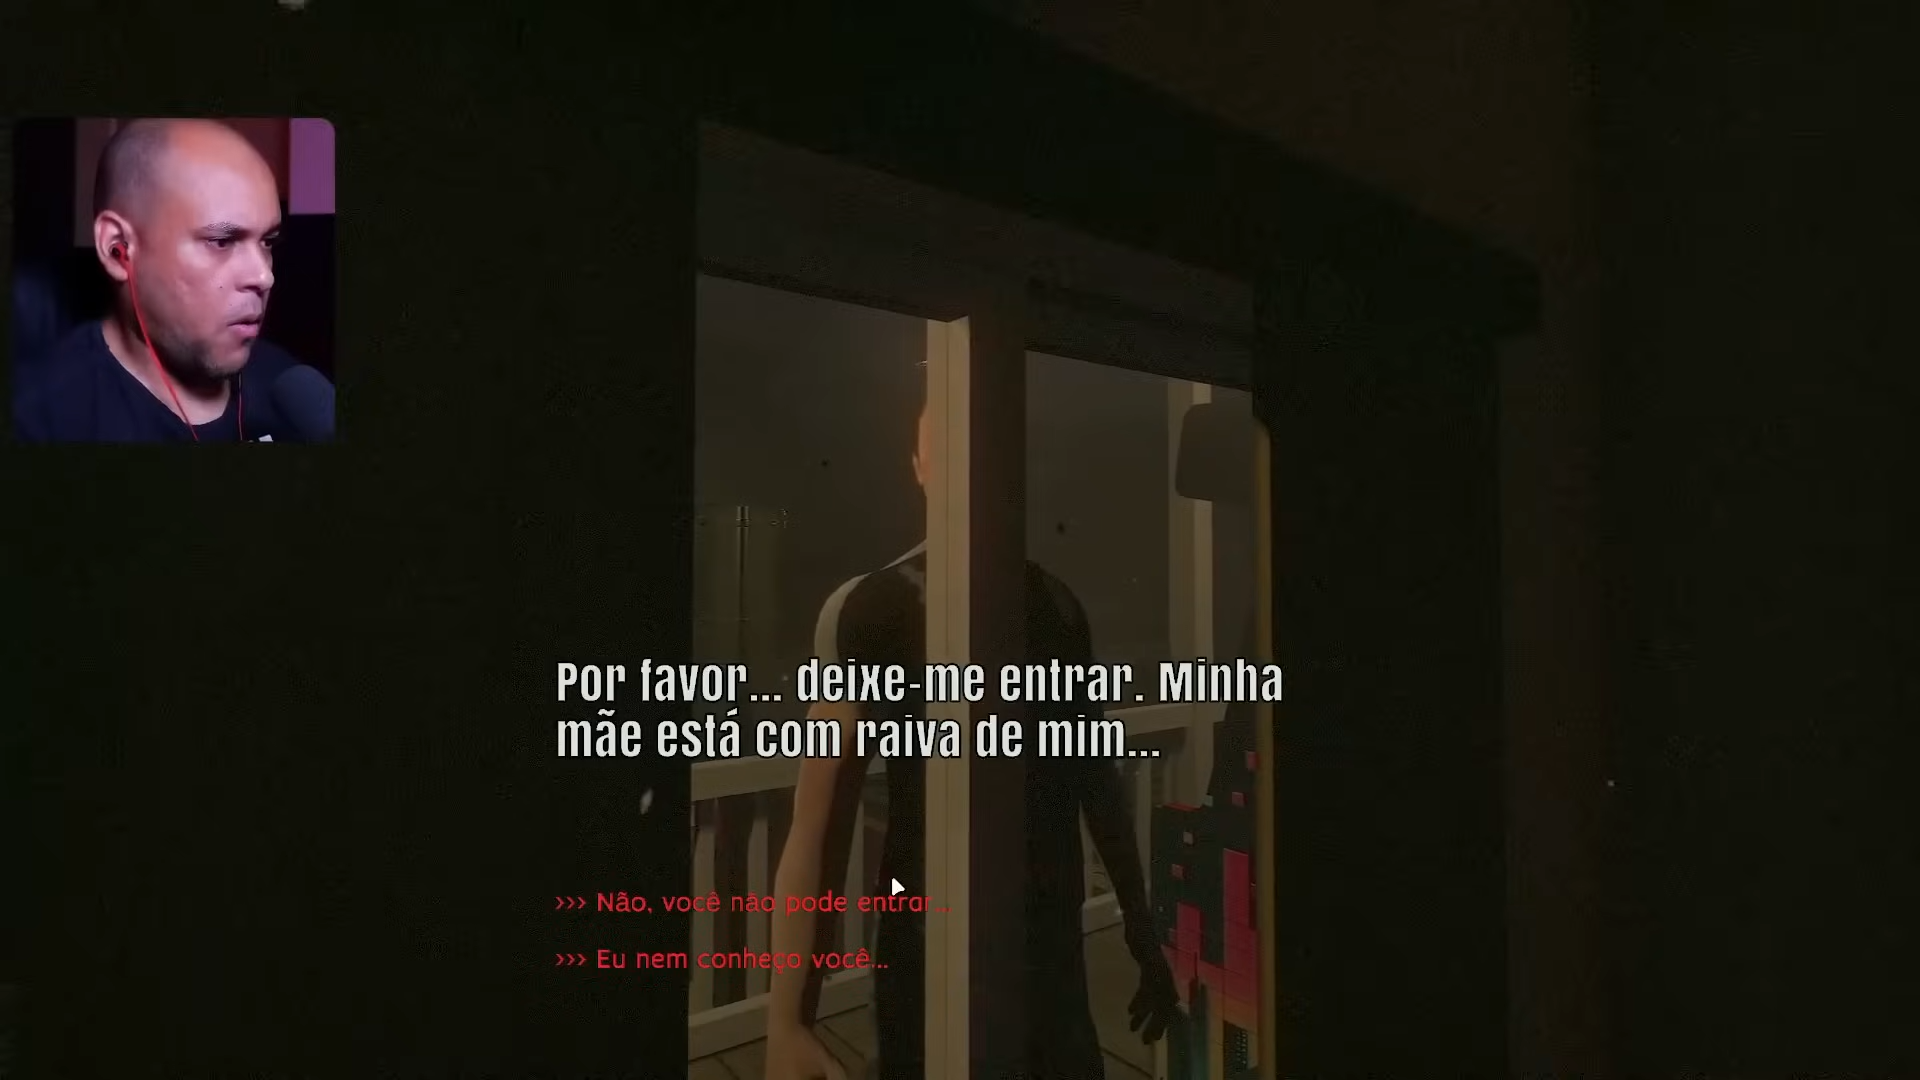 Por favor... deixe-me entrar. Minha
mãe está com raiva de mim...
>>> Não, você não pode entrar...
>>> Eu nem conheço você...